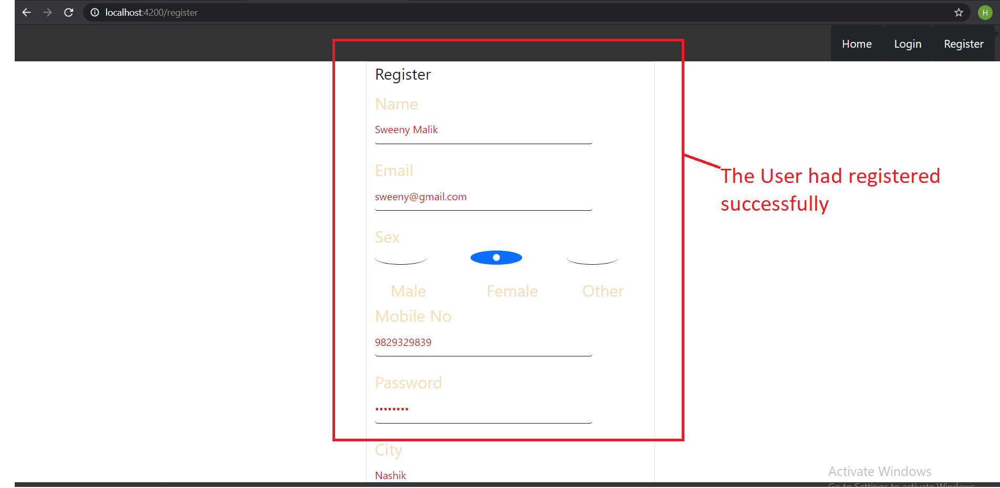 localhost:4200/register
H
Home Login Register
Register
Name
Sweeny Malik
Email
sweeny@gmail.com
The User had registered
successfully
Sex
Male Female Other
Mobile No
9829329839
Password
••••••••
City
Nashik
Activate Windows
Go to Settings to activate Windows.